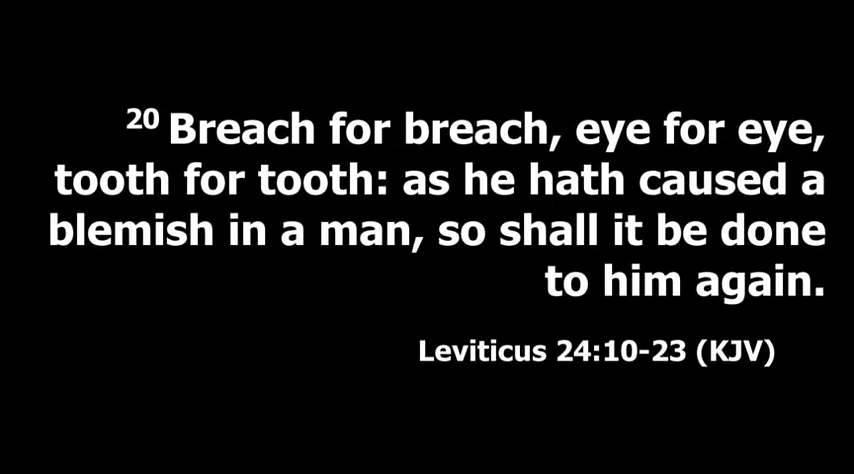 20 Breach for breach, eye for eye,
tooth for tooth: as he hath caused a
blemish in a man, so shall it be done
to him again.
Leviticus 24:10-23 (KJV)